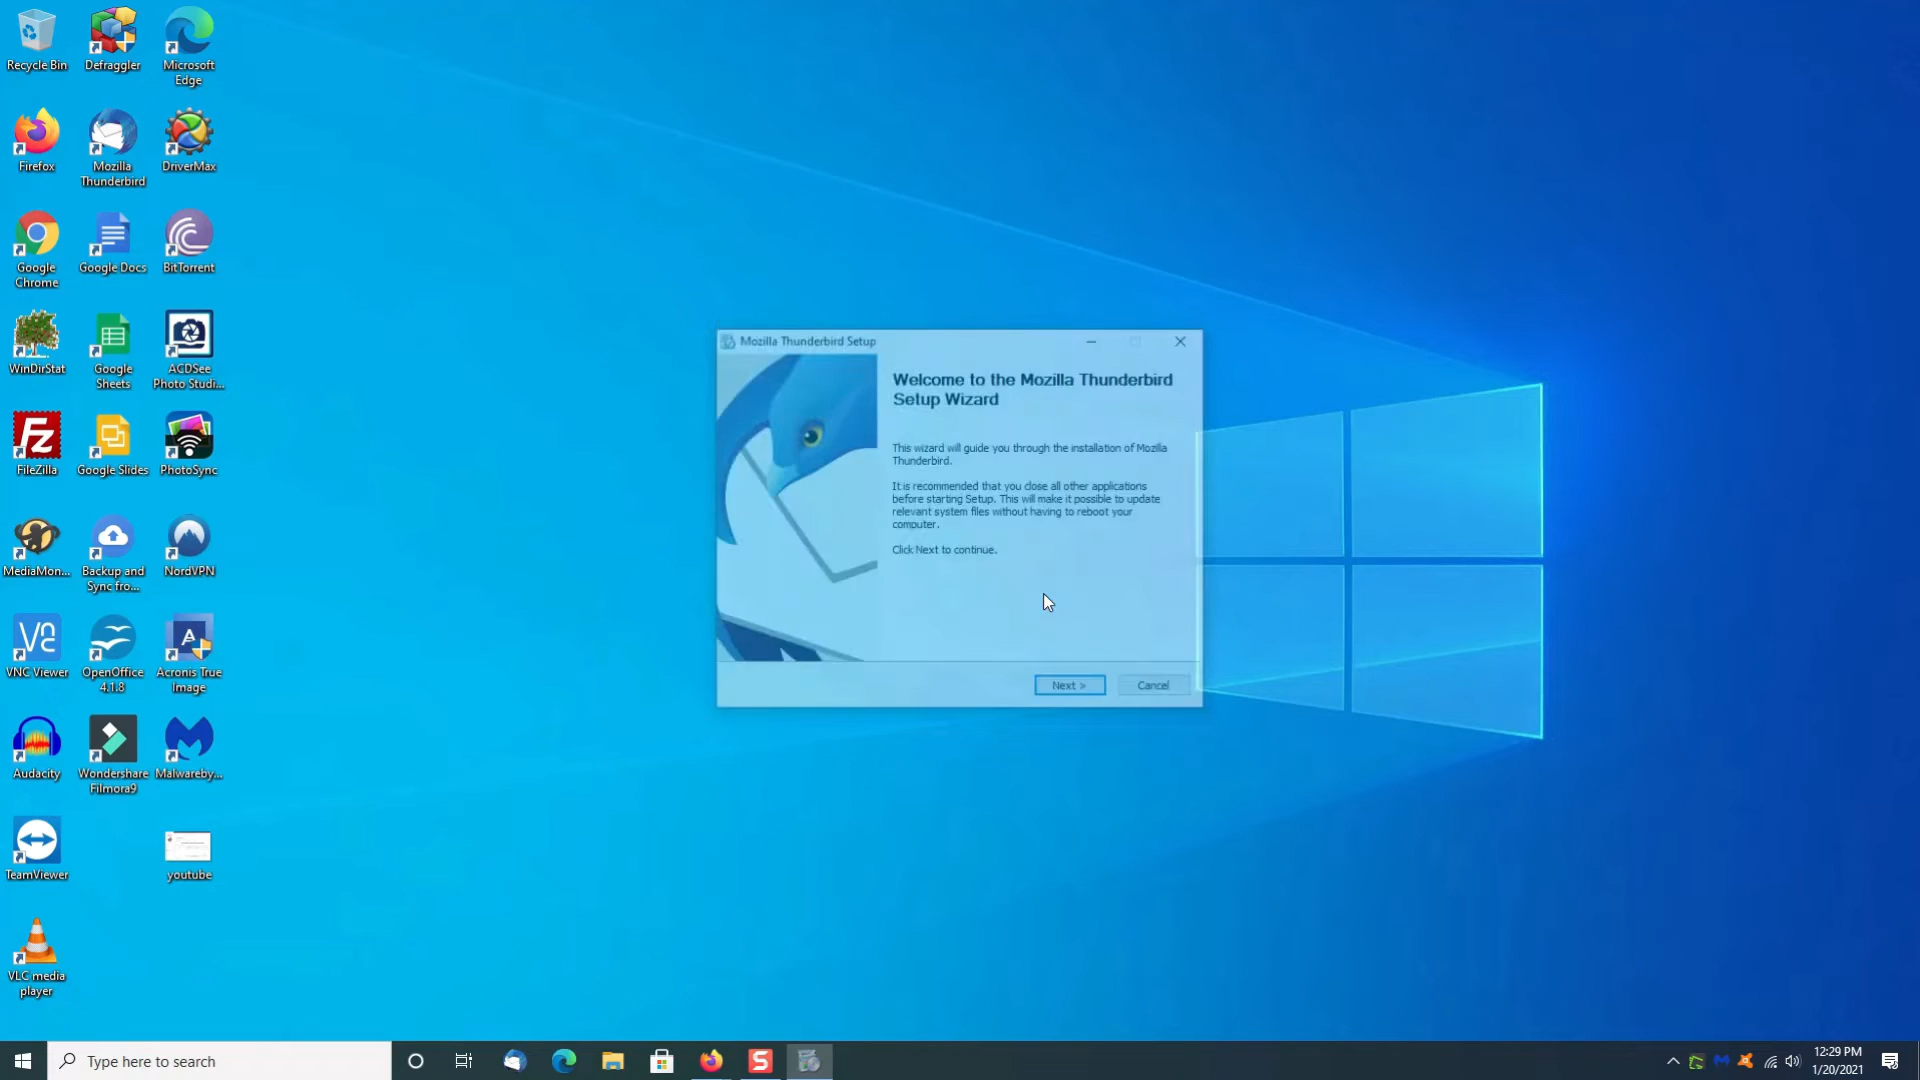 Recycle Bin
Defraggler
Microsoft
Edge
Firefox
Mozilla
Thunderbird
DriverMax
Google
Chrome
Google Docs
BitTorrent
WinDirStat
Google
Sheets
ACDSee
Photo Studi...
FileZilla
Google Slides
PhotoSync
MediaMon...
Backup and
Sync fro...
NordVPN
VNC Viewer
OpenOffice
4.1.8
Acronis True
Image
Audacity
Wondershare
Filmora9
Malwareby...
TeamViewer
youtube
VLC media
player
Mozilla Thunderbird Setup
Welcome to the Mozilla Thunderbird
Setup Wizard
This wizard will guide you through the installation of Mozilla
Thunderbird.
It is recommended that you close all other applications
before starting Setup. This will make it possible to update
relevant system files without having to reboot your
computer.
Click Next to continue.
Next >
Cancel
Type here to search
12:29 PM
1/20/2021